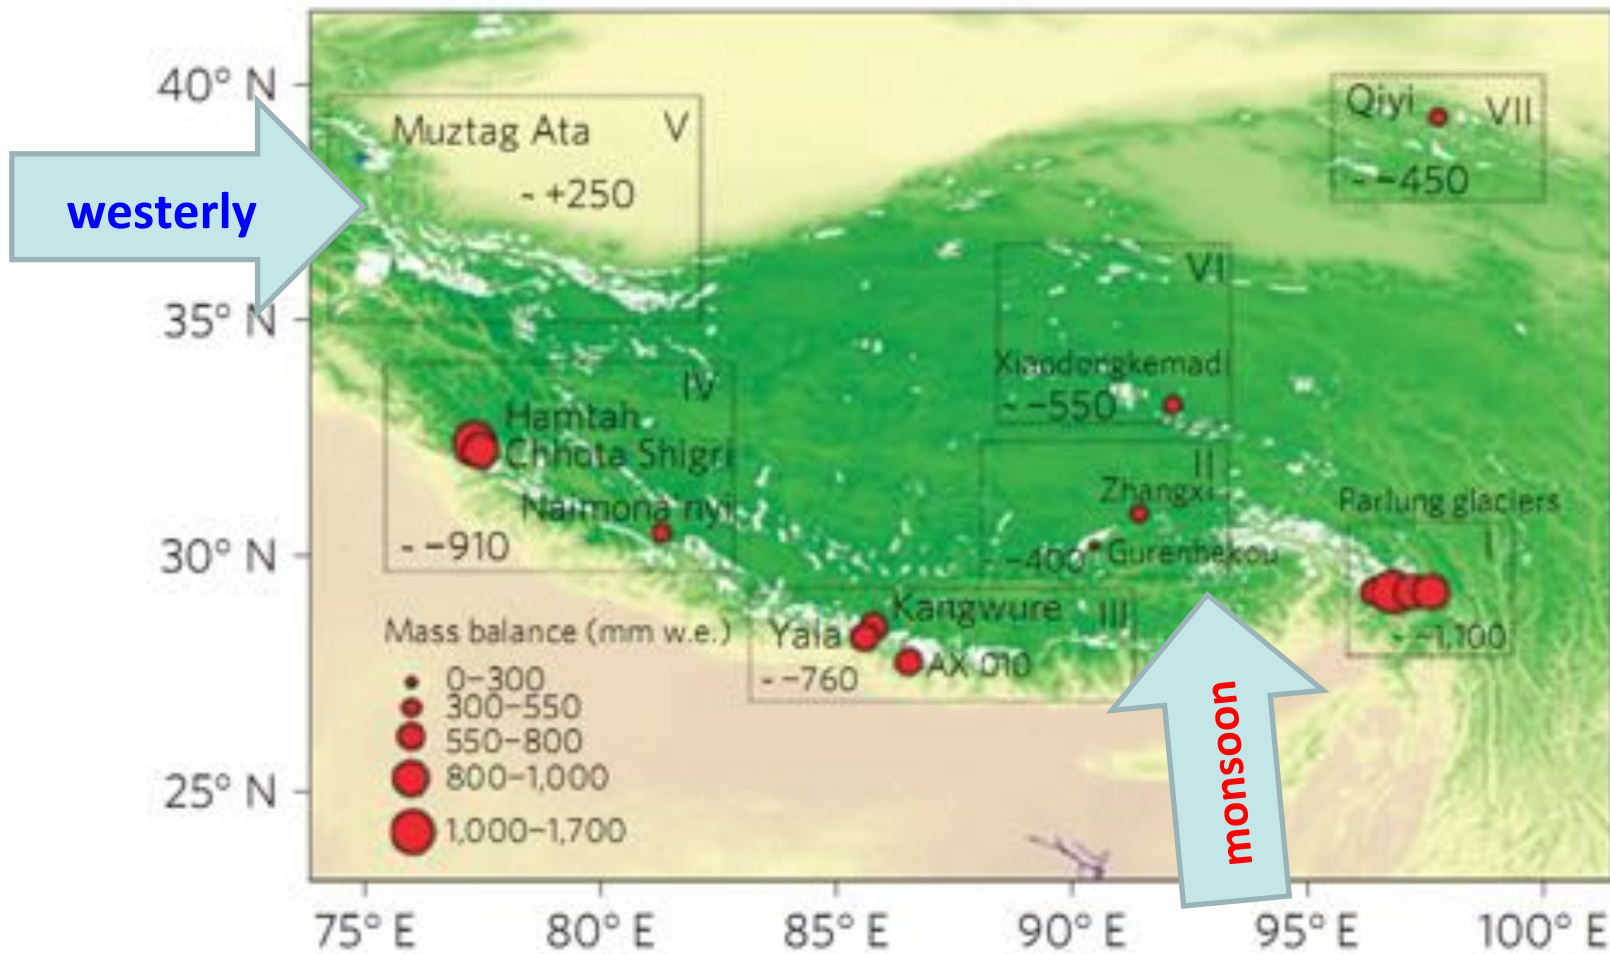 40° N
35° N
30° N
25° N
75° E
80° E
85° E
90° E
95° E
100° E
westerly
monsoon
Muztag Ata
V
~ +250
Qiyi
VII
~ −450
VI
Xiaodongkemadi
~ −550
IV
Hamtah
Chhota Shigri
Naimona'nyi
~ −910
II
Zhangxi
~ −400
Gurenhekou
Parlung glaciers
I
~ −1,100
Kangwure
III
Yala
AX 010
~ −760
Mass balance (mm w.e.)
0–300
300–550
550–800
800–1,000
1,000–1,700